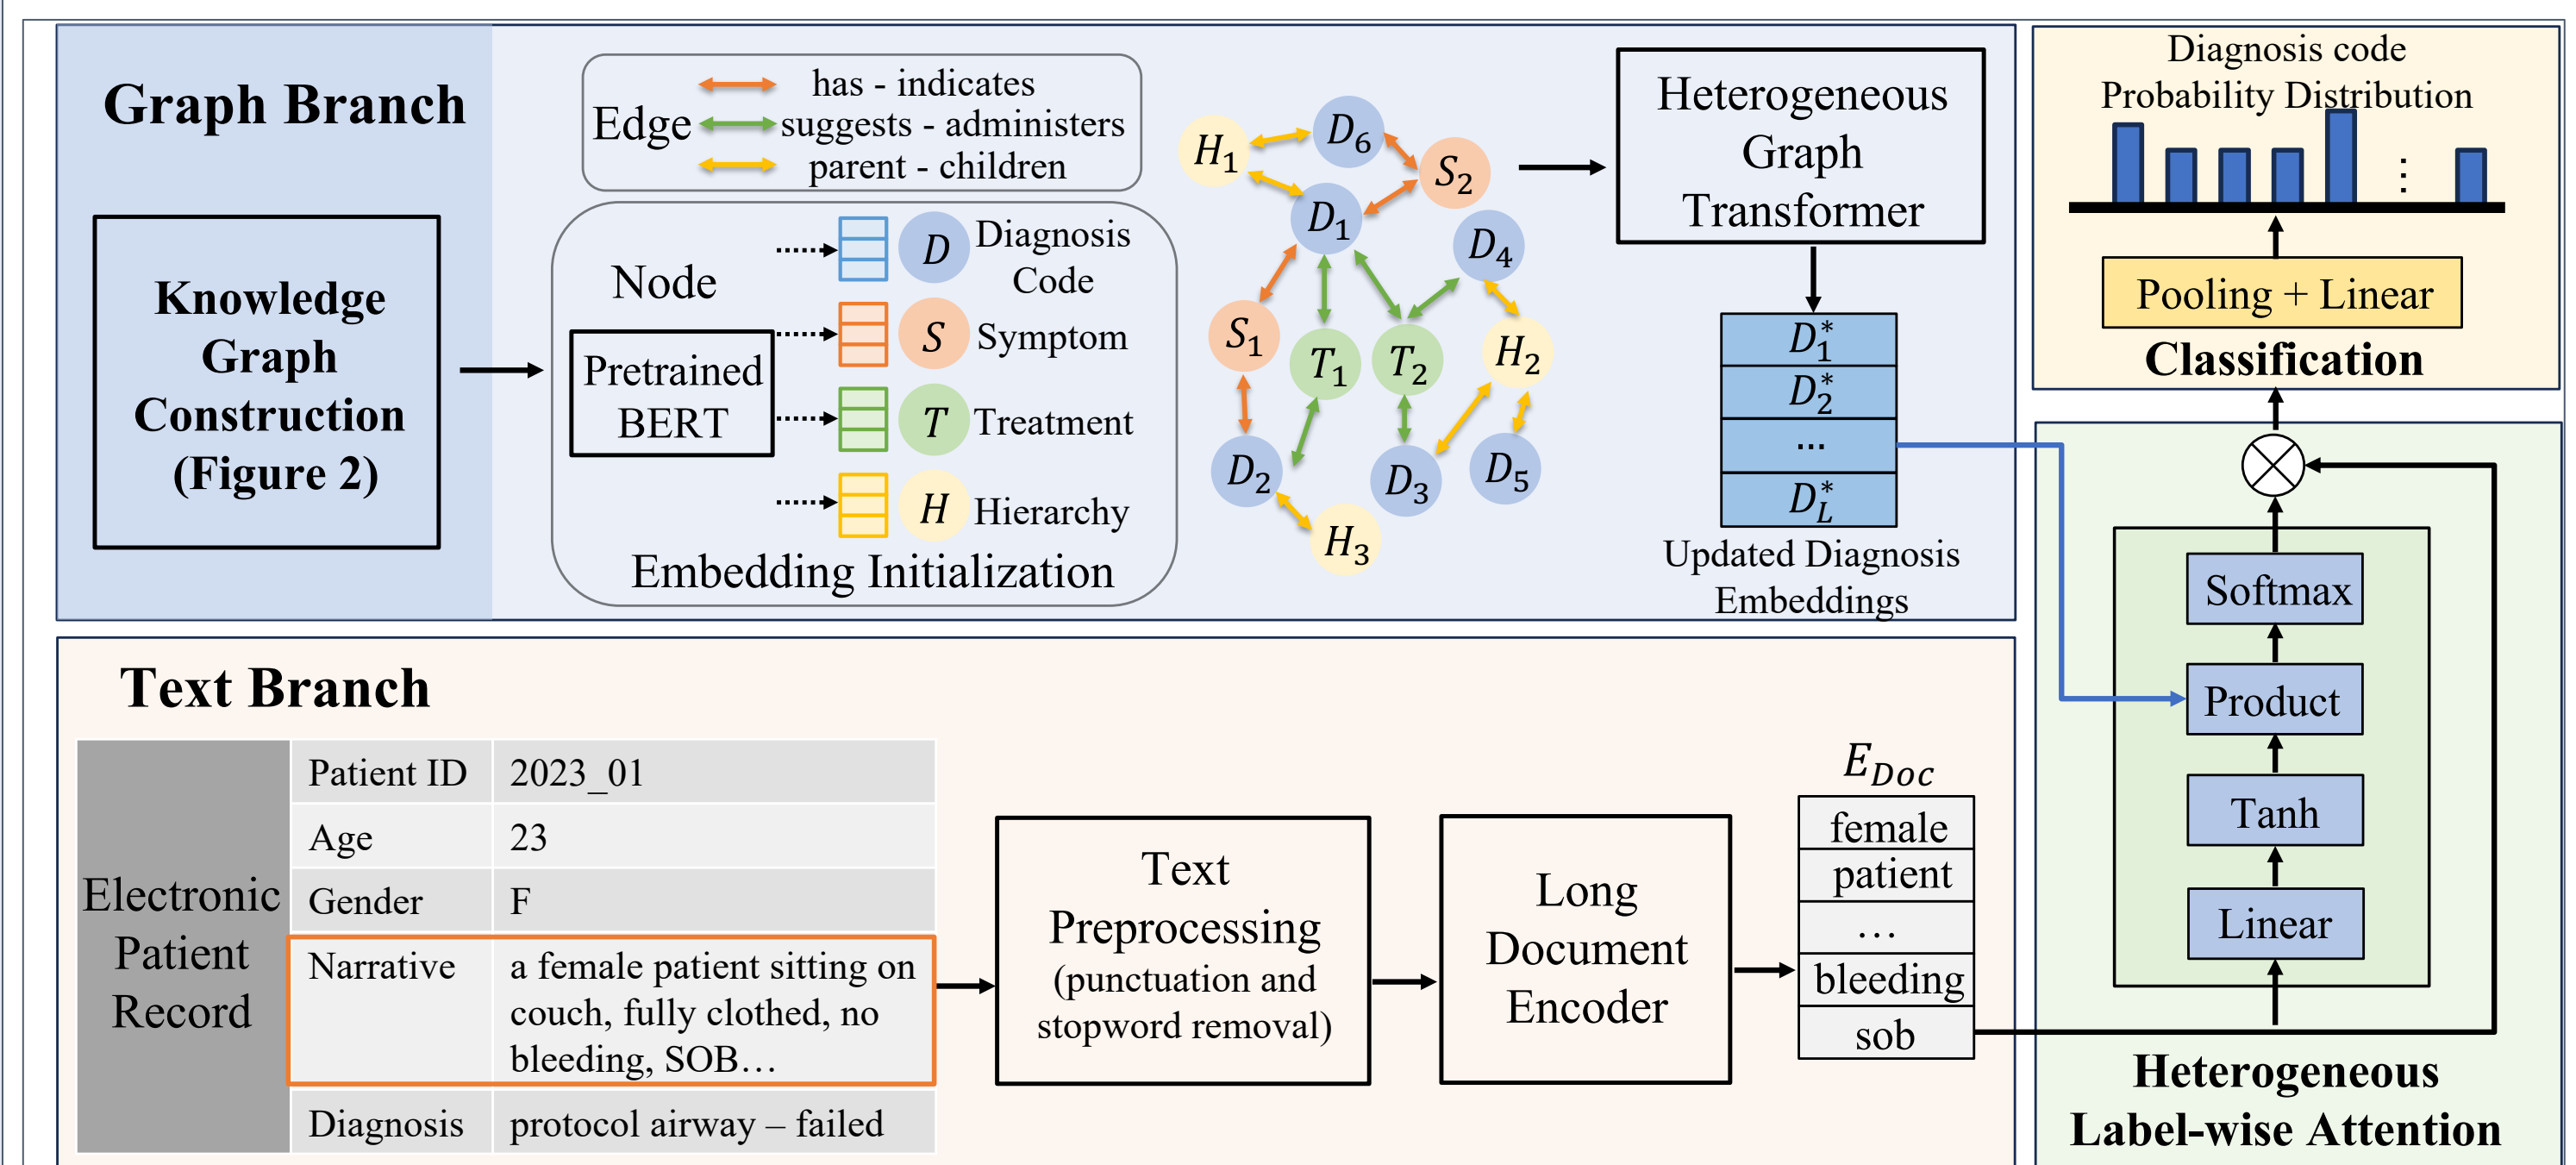 Graph Branch
Knowledge
Graph
Construction
(Figure 2)
Edge
has - indicates
suggests - administers
parent - children
Node
Pretrained
BERT
D
Diagnosis
Code
S
Symptom
T
Treatment
H
Hierarchy
Embedding Initialization
H₁
D₆
S₂
D₁
D₄
S₁
T₁
T₂
H₂
D₂
D₃
D₅
H₃
Heterogeneous
Graph
Transformer
D₁*
D₂*
...
D_L*
Updated Diagnosis
Embeddings
Text Branch
Electronic
Patient
Record
Patient ID 2023_01
Age 23
Gender F
Narrative a female patient sitting on
couch, fully clothed, no
bleeding, SOB…
Diagnosis protocol airway – failed
Text
Preprocessing
(punctuation and
stopword removal)
Long
Document
Encoder
E_Doc
female
patient
…
bleeding
sob
Diagnosis code
Probability Distribution
⋮
Pooling + Linear
Classification
Softmax
Product
Tanh
Linear
Heterogeneous
Label-wise Attention